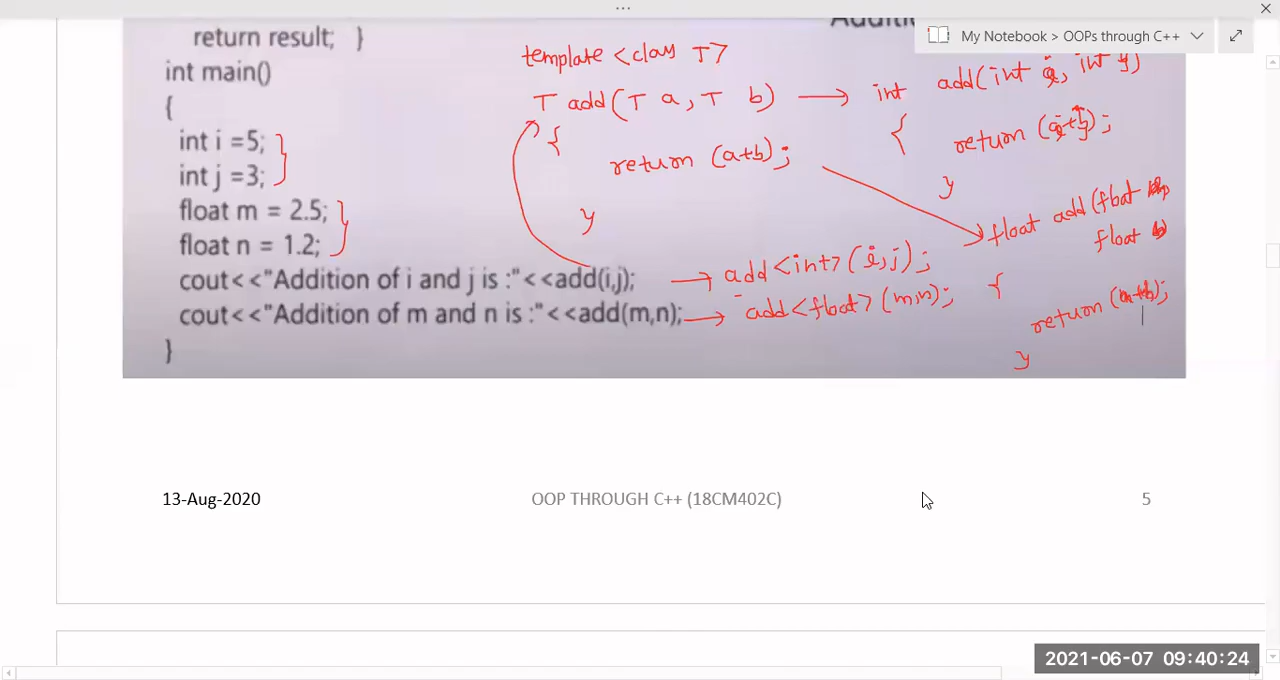 ...
My Notebook > OOPs through C++
Additi
return result; }
int main()
{
int i =5;
int j =3;
float m = 2.5;
float n = 1.2;
cout<<"Addition of i and j is :"<<add(i,j);
cout<<"Addition of m and n is :"<<add(m,n);
}
template <class T>
T add(T a, T b)
{
return (a+b);
}
int add(int i, int j)
{
return (i+j);
}
add<int>(i,j);
add<float>(m,n);
float add(float
float
{
return (m+n);
}
13-Aug-2020
OOP THROUGH C++ (18CM402C)
5
2021-06-07 09:40:24